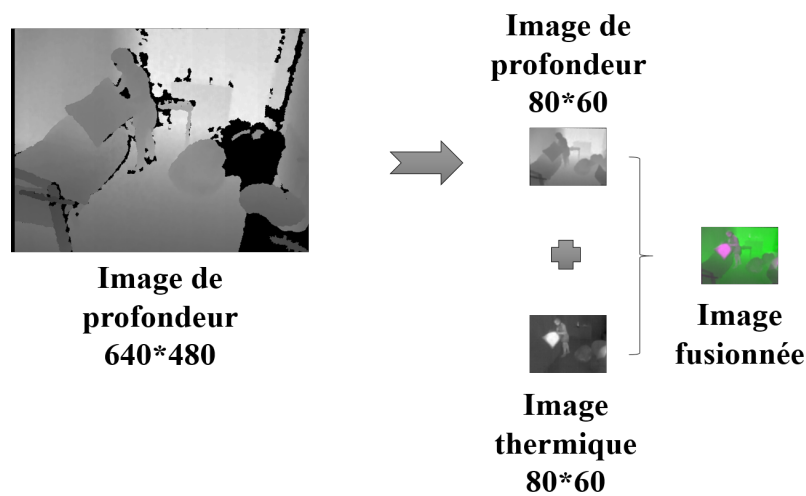 Image de
profondeur
640*480
Image de
profondeur
80*60
Image
thermique
80*60
Image
fusionnée